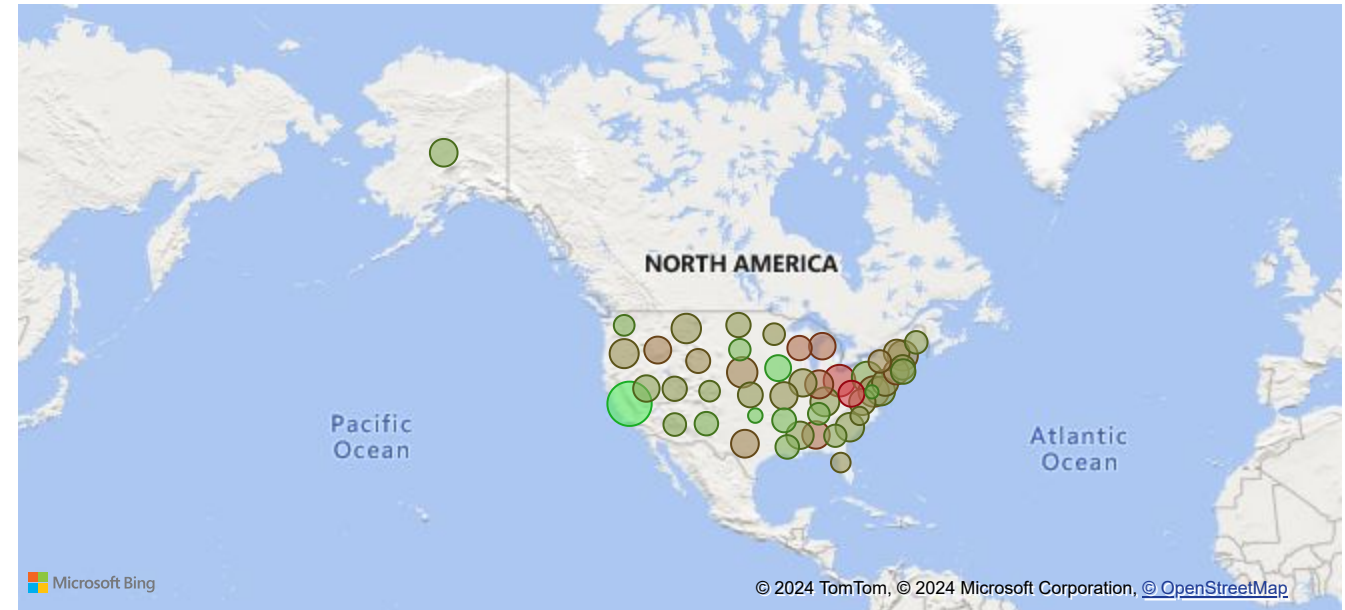 NORTH AMERICA
Pacific
Ocean
Atlantic
Ocean
Microsoft Bing
© 2024 TomTom, © 2024 Microsoft Corporation, © OpenStreetMap